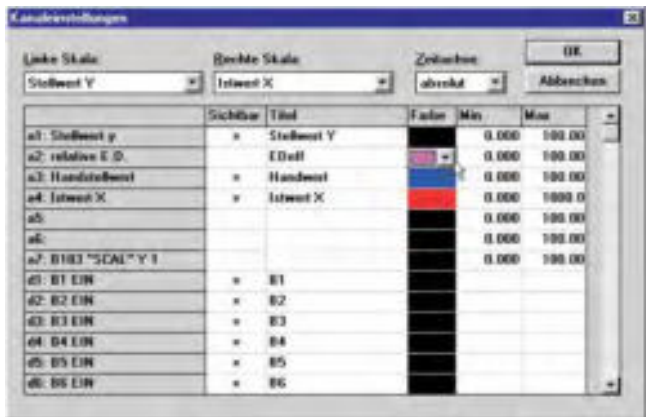 Kanaleinstellungen
Linke Skala: Rechte Skala: Zeitachse: OK
Stellwert Y Istwert X absolut Abbrechen
Sichtbar Titel Farbe Min Max
a1: Stellwert y × Stellwert Y 0.000 100.00
a2: relative E.D. 0.000 100.00
a3: Handstellwert × Handwert 0.000 100.00
a4: Istwert X × Istwert X 0.000 1000.0
a5: 0.000 100.00
a6: 0.000 100.00
a7: B103 "SCAL" Y 1 0.000 100.00
d1: B1 EIN × B1
d2: B2 EIN × B2
d3: B3 EIN × B3
d4: B4 EIN × B4
d5: B5 EIN × B5
d6: B6 EIN × B6